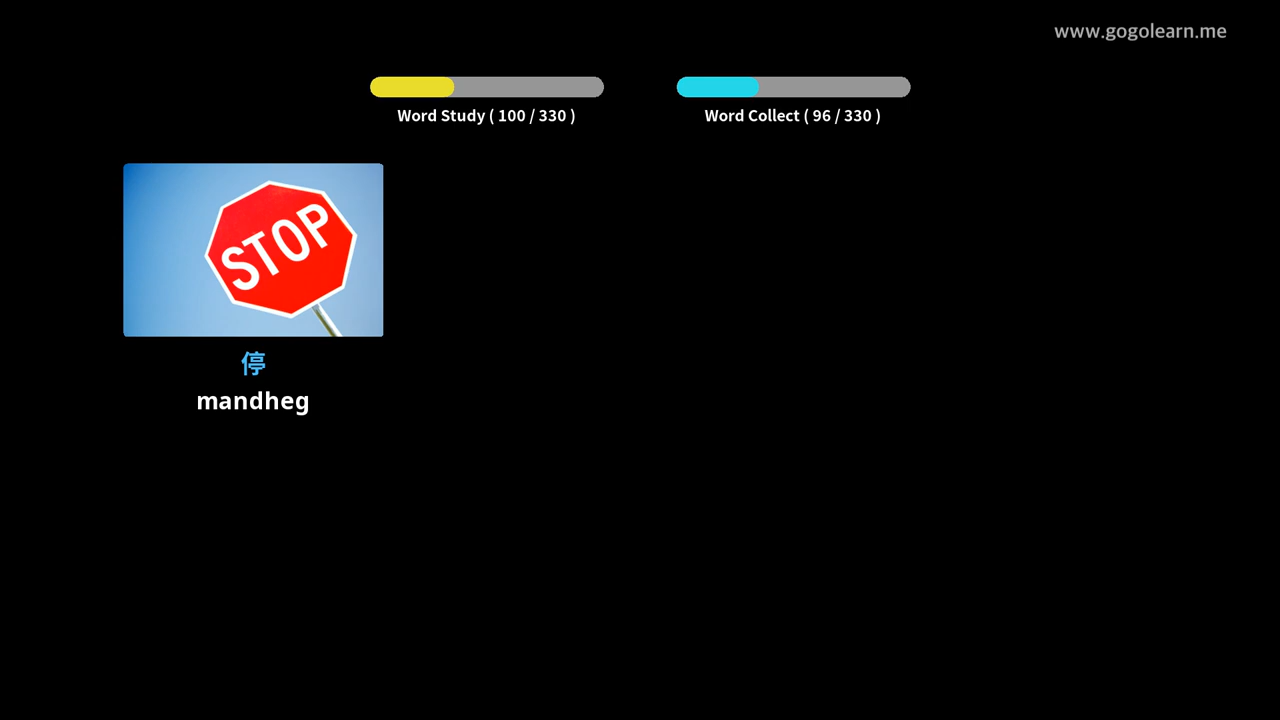 www.gogolearn.me
Word Study ( 100 / 330 )
Word Collect ( 96 / 330 )
STOP
停
mandheg